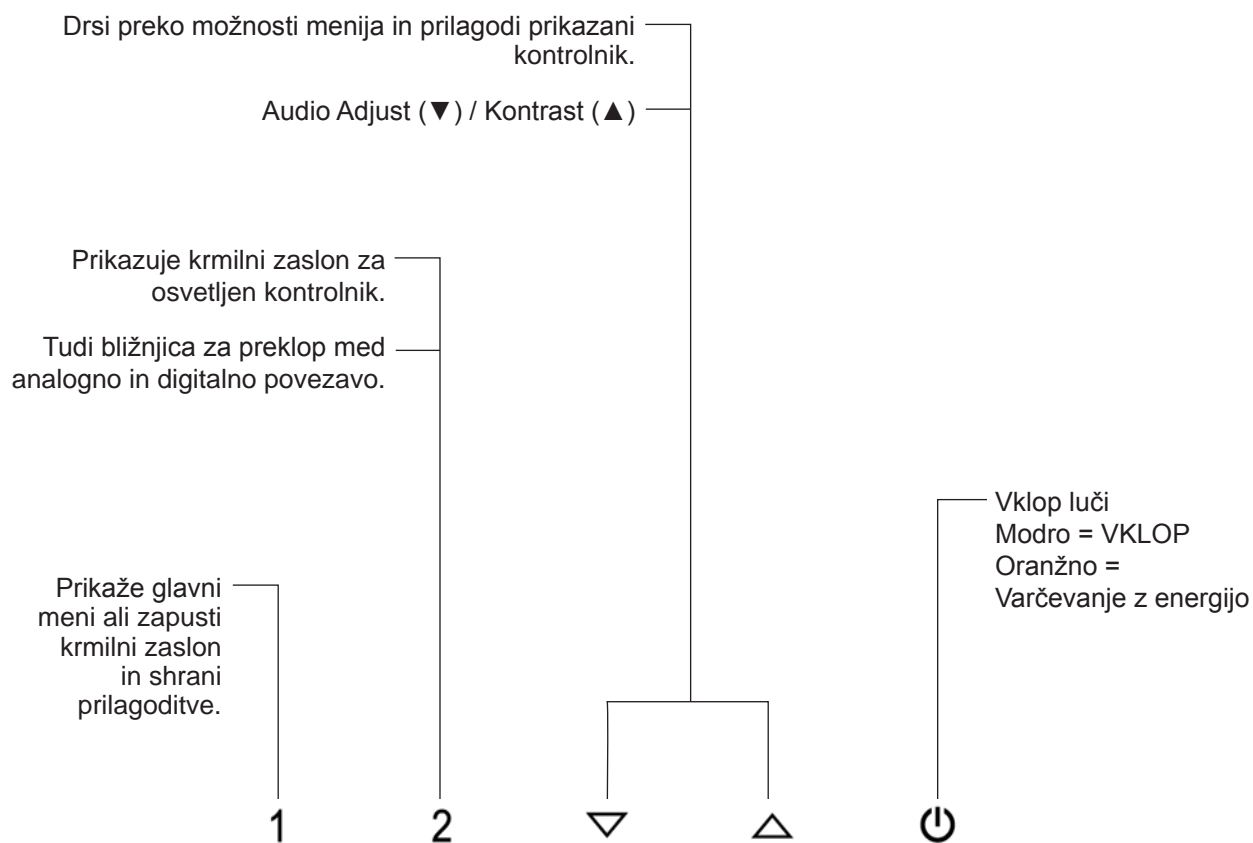 Drsi preko možnosti menija in prilagodi prikazani
kontrolnik.
Audio Adjust (▼) / Kontrast (▲)
Prikazuje krmilni zaslon za
osvetljen kontrolnik.
Tudi bližnjica za preklop med
analogno in digitalno povezavo.
Vklop luči
Modro = VKLOP
Oranžno =
Varčevanje z energijo
Prikaže glavni
meni ali zapusti
krmilni zaslon
in shrani
prilagoditve.
1 2 ▽ △ ⏻